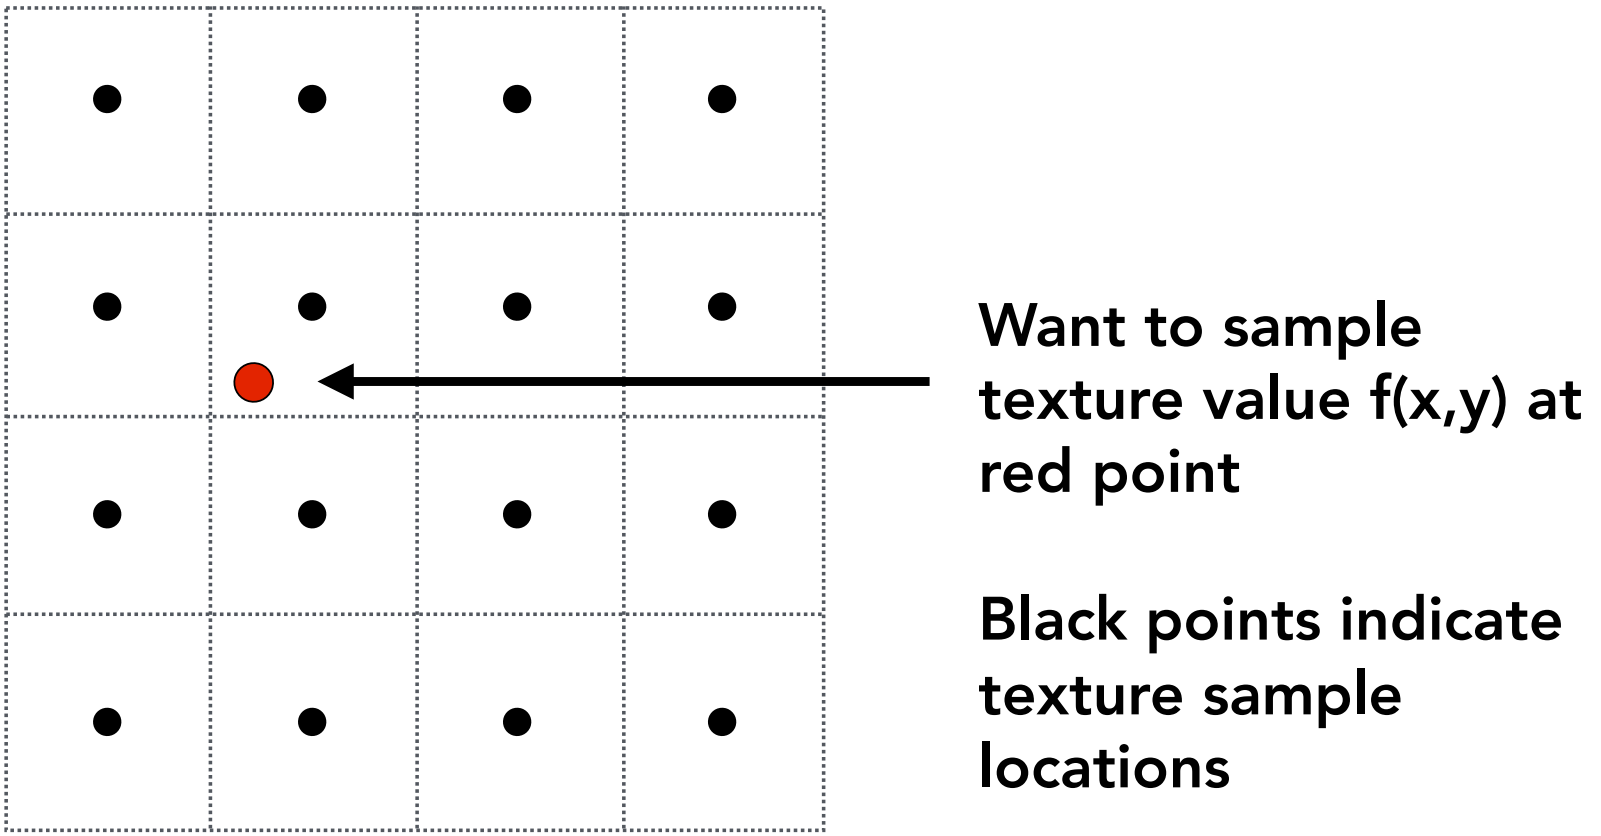 Want to sample
texture value f(x,y) at
red point
Black points indicate
texture sample
locations